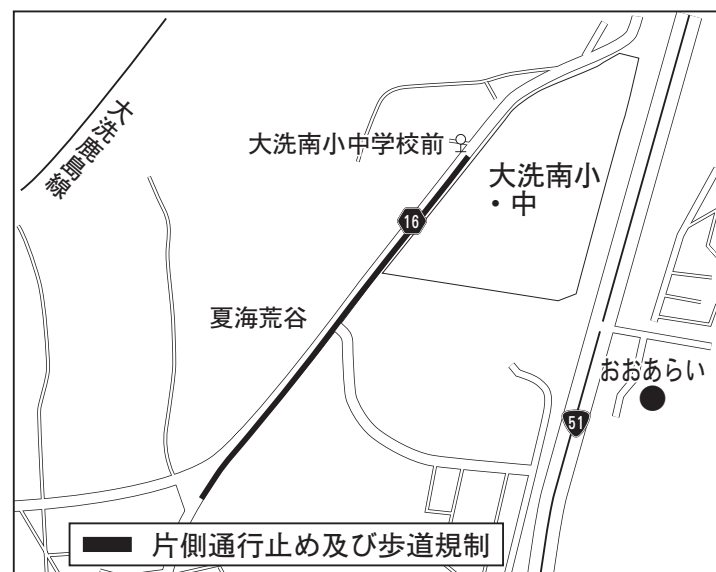 大洗鹿島線
大洗南小中学校前
大洗南小
・中
16
夏海荒谷
おおあらい
51
片側通行止め及び歩道規制